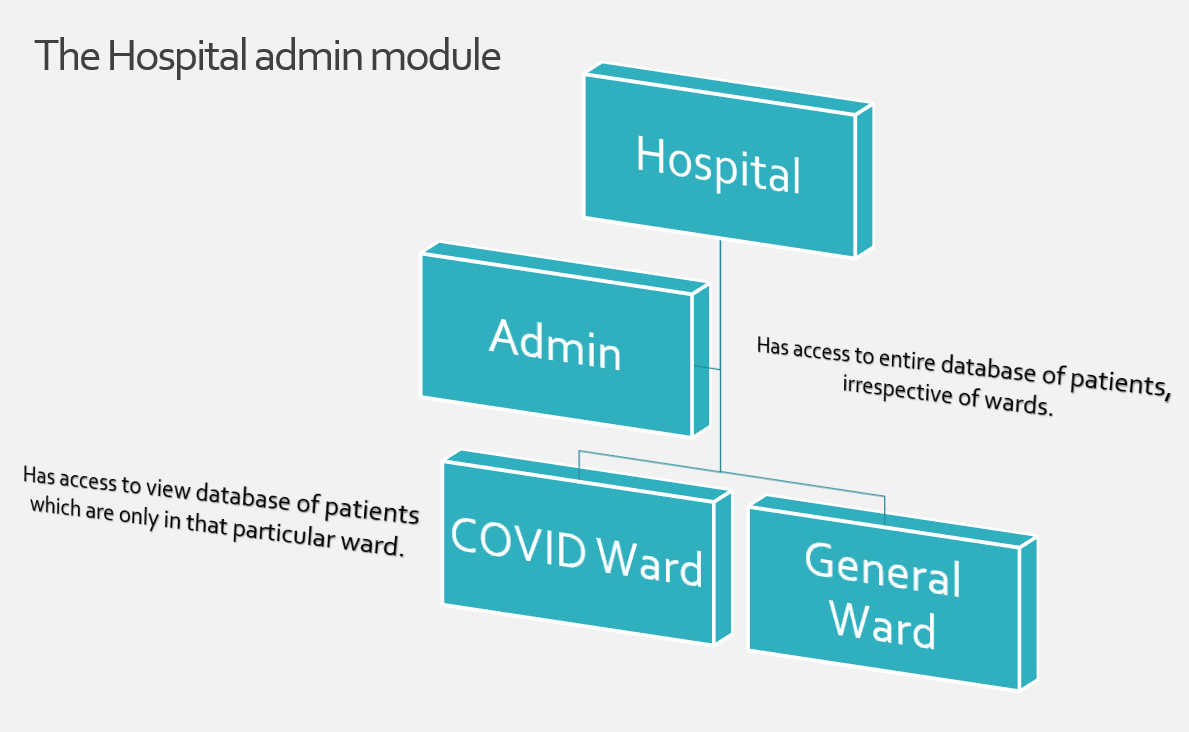 The Hospital admin module
Hospital
Admin
Has access to entire database of patients,
irrespective of wards.
Has access to view database of patients
which are only in that particular ward.
COVID Ward
General
Ward